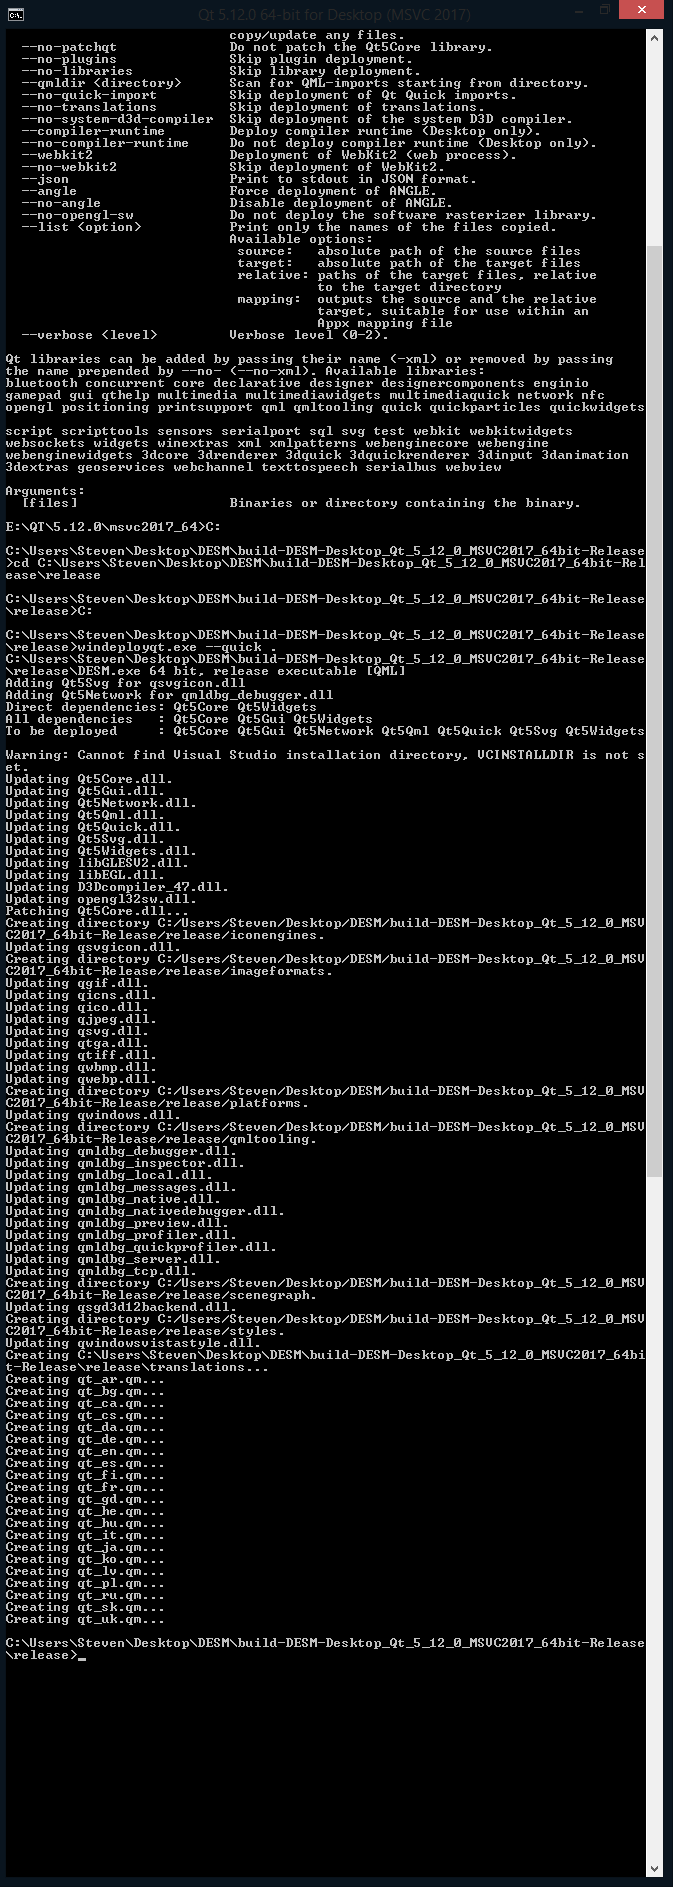 Qt 5.12.0 64-bit for Desktop (MSVC 2017)
copy/update any files.
--no-patchqt Do not patch the Qt5Core library.
--no-plugins Skip plugin deployment.
--no-libraries Skip library deployment.
--qmldir <directory> Scan for QML-imports starting from directory.
--no-quick-import Skip deployment of Qt Quick imports.
--no-translations Skip deployment of translations.
--no-system-d3d-compiler Skip deployment of the system D3D compiler.
--compiler-runtime Deploy compiler runtime (Desktop only).
--no-compiler-runtime Do not deploy compiler runtime (Desktop only).
--webkit2 Deployment of WebKit2 (web process).
--no-webkit2 Skip deployment of WebKit2.
--json Print to stdout in JSON format.
--angle Force deployment of ANGLE.
--no-angle Disable deployment of ANGLE.
--no-opengl-sw Do not deploy the software rasterizer library.
--list <option> Print only the names of the files copied.
Available options:
source: absolute path of the source files
target: absolute path of the target files
relative: paths of the target files, relative
to the target directory
mapping: outputs the source and the relative
target, suitable for use within an
Appx mapping file
--verbose <level> Verbose level (0-2).
Qt libraries can be added by passing their name (-xml) or removed by passing
the name prepended by --no- (--no-xml). Available libraries:
bluetooth concurrent core declarative designer designercomponents enginio
gamepad gui qthelp multimedia multimediawidgets multimediaquick network nfc
opengl positioning printsupport qml qmltooling quick quickparticles quickwidgets
script scripttools sensors serialport sql svg test webkit webkitwidgets
websockets widgets winextras xml xmlpatterns webenginecore webengine
webenginewidgets 3dcore 3drenderer 3dquick 3dquickrenderer 3dinput 3danimation
3dextras geoservices webchannel texttospeech serialbus webview
Arguments:
[files] Binaries or directory containing the binary.
E:\QT\5.12.0\msvc2017_64>C:
C:\Users\Steven\Desktop\DESM\build-DESM-Desktop_Qt_5_12_0_MSVC2017_64bit-Release
>cd C:\Users\Steven\Desktop\DESM\build-DESM-Desktop_Qt_5_12_0_MSVC2017_64bit-Rel
ease\release
C:\Users\Steven\Desktop\DESM\build-DESM-Desktop_Qt_5_12_0_MSVC2017_64bit-Release
\release>C:
C:\Users\Steven\Desktop\DESM\build-DESM-Desktop_Qt_5_12_0_MSVC2017_64bit-Release
\release>windeployqt.exe --quick .
C:\Users\Steven\Desktop\DESM\build-DESM-Desktop_Qt_5_12_0_MSVC2017_64bit-Release
\release\DESM.exe 64 bit, release executable [QML]
Adding Qt5Svg for qsvgicon.dll
Adding Qt5Network for qmldbg_debugger.dll
Direct dependencies: Qt5Core Qt5Widgets
All dependencies : Qt5Core Qt5Gui Qt5Widgets
To be deployed : Qt5Core Qt5Gui Qt5Network Qt5Qml Qt5Quick Qt5Svg Qt5Widgets
Warning: Cannot find Visual Studio installation directory, VCINSTALLDIR is not s
et.
Updating Qt5Core.dll.
Updating Qt5Gui.dll.
Updating Qt5Network.dll.
Updating Qt5Qml.dll.
Updating Qt5Quick.dll.
Updating Qt5Svg.dll.
Updating Qt5Widgets.dll.
Updating libGLESV2.dll.
Updating libEGL.dll.
Updating D3Dcompiler_47.dll.
Updating opengl32sw.dll.
Patching Qt5Core.dll...
Creating directory C:/Users/Steven/Desktop/DESM/build-DESM-Desktop_Qt_5_12_0_MSV
C2017_64bit-Release/release/iconengines.
Updating qsvgicon.dll.
Creating directory C:/Users/Steven/Desktop/DESM/build-DESM-Desktop_Qt_5_12_0_MSV
C2017_64bit-Release/release/imageformats.
Updating qgif.dll.
Updating qicns.dll.
Updating qico.dll.
Updating qjpeg.dll.
Updating qsvg.dll.
Updating qtga.dll.
Updating qtiff.dll.
Updating qwbmp.dll.
Updating qwebp.dll.
Creating directory C:/Users/Steven/Desktop/DESM/build-DESM-Desktop_Qt_5_12_0_MSV
C2017_64bit-Release/release/platforms.
Updating qwindows.dll.
Creating directory C:/Users/Steven/Desktop/DESM/build-DESM-Desktop_Qt_5_12_0_MSV
C2017_64bit-Release/release/qmltooling.
Updating qmldbg_debugger.dll.
Updating qmldbg_inspector.dll.
Updating qmldbg_local.dll.
Updating qmldbg_messages.dll.
Updating qmldbg_native.dll.
Updating qmldbg_nativedebugger.dll.
Updating qmldbg_preview.dll.
Updating qmldbg_profiler.dll.
Updating qmldbg_quickprofiler.dll.
Updating qmldbg_server.dll.
Updating qmldbg_tcp.dll.
Creating directory C:/Users/Steven/Desktop/DESM/build-DESM-Desktop_Qt_5_12_0_MSV
C2017_64bit-Release/release/scenegraph.
Updating qsgd3d12backend.dll.
Creating directory C:/Users/Steven/Desktop/DESM/build-DESM-Desktop_Qt_5_12_0_MSV
C2017_64bit-Release/release/styles.
Updating qwindowsvistastyle.dll.
Creating C:\Users\Steven\Desktop\DESM\build-DESM-Desktop_Qt_5_12_0_MSVC2017_64bi
t-Release\release\translations...
Creating qt_ar.qm...
Creating qt_bg.qm...
Creating qt_ca.qm...
Creating qt_cs.qm...
Creating qt_da.qm...
Creating qt_de.qm...
Creating qt_en.qm...
Creating qt_es.qm...
Creating qt_fi.qm...
Creating qt_fr.qm...
Creating qt_gd.qm...
Creating qt_he.qm...
Creating qt_hu.qm...
Creating qt_it.qm...
Creating qt_ja.qm...
Creating qt_ko.qm...
Creating qt_lv.qm...
Creating qt_pl.qm...
Creating qt_ru.qm...
Creating qt_sk.qm...
Creating qt_uk.qm...
C:\Users\Steven\Desktop\DESM\build-DESM-Desktop_Qt_5_12_0_MSVC2017_64bit-Release
\release>_